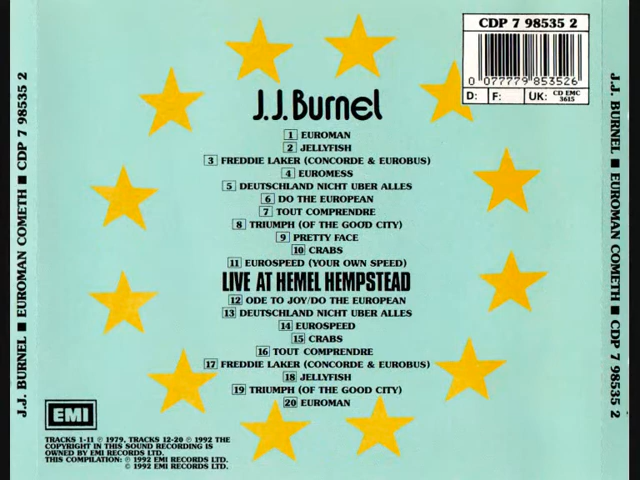 CDP 7 98535 2
0 077779 853526
D: F: UK: CD EMC 3615
J.J. BURNEL ■ EUROMAN COMETH ■ CDP 7 98535 2
J.J.Burnel
1 EUROMAN
2 JELLYFISH
3 FREDDIE LAKER (CONCORDE & EUROBUS)
4 EUROMESS
5 DEUTSCHLAND NICHT UBER ALLES
6 DO THE EUROPEAN
7 TOUT COMPRENDRE
8 TRIUMPH (OF THE GOOD CITY)
9 PRETTY FACE
10 CRABS
11 EUROSPEED (YOUR OWN SPEED)
LIVE AT HEMEL HEMPSTEAD
12 ODE TO JOY/DO THE EUROPEAN
13 DEUTSCHLAND NICHT UBER ALLES
14 EUROSPEED
15 CRABS
16 TOUT COMPRENDRE
17 FREDDIE LAKER (CONCORDE & EUROBUS)
18 JELLYFISH
19 TRIUMPH (OF THE GOOD CITY)
20 EUROMAN
EMI
TRACKS 1-11 ℗ 1979, TRACKS 12-20 ℗ 1992 THE
COPYRIGHT IN THIS SOUND RECORDING IS
OWNED BY EMI RECORDS LTD.
THIS COMPILATION: ℗ 1992 EMI RECORDS LTD.
© 1992 EMI RECORDS LTD.
J.J. BURNEL ■ EUROMAN COMETH ■ CDP 7 98535 2